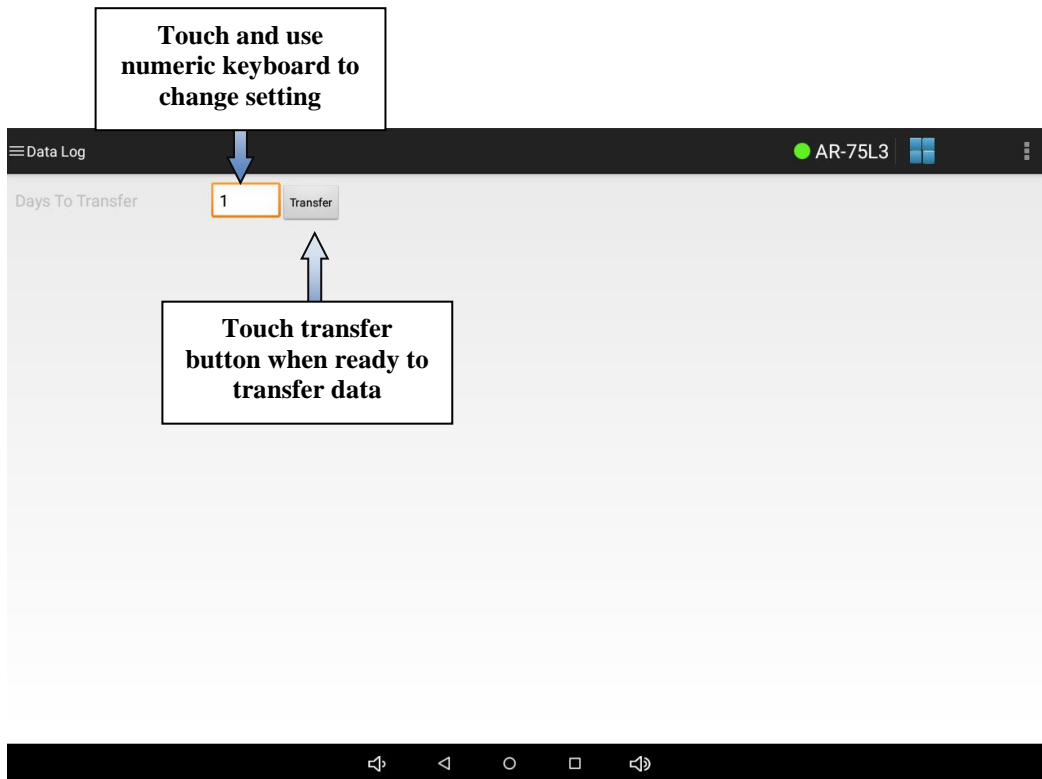 Touch and use
numeric keyboard to
change setting
Data Log
AR-75L3
Days To Transfer
1
Transfer
Touch transfer
button when ready to
transfer data